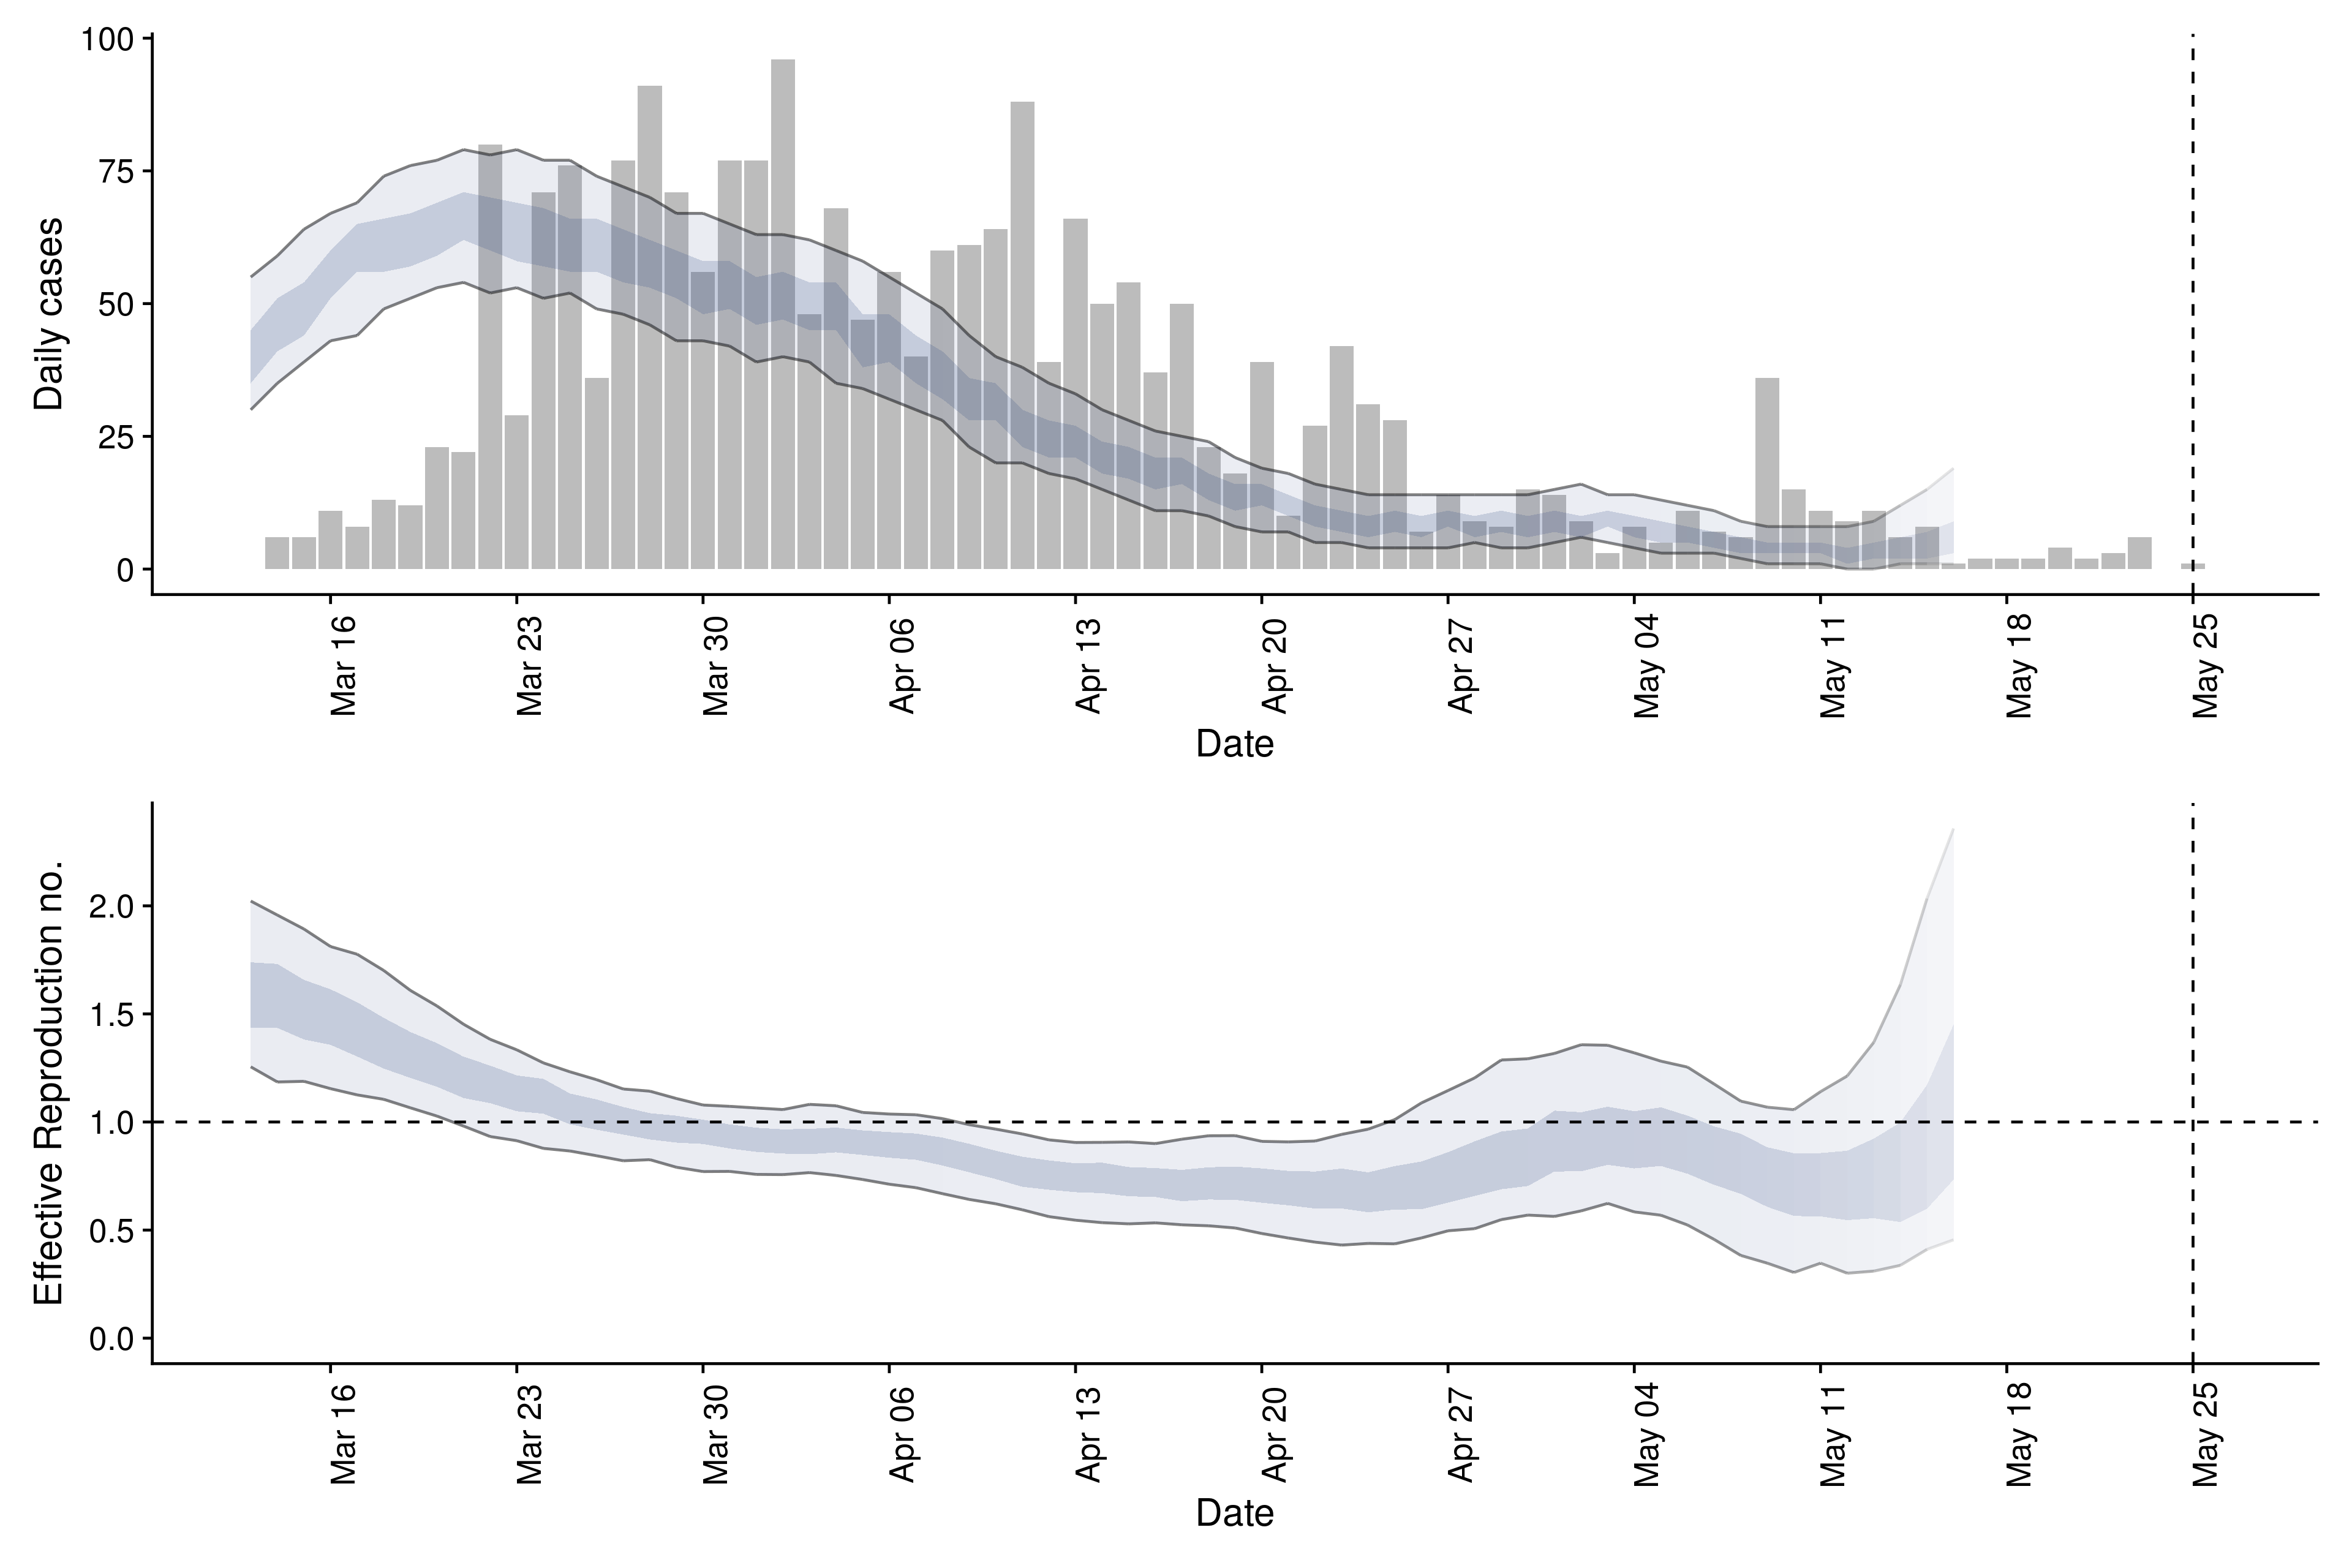 100
75
50
25
0
Daily cases
Mar 16
Mar 23
Mar 30
Apr 06
Apr 13
Apr 20
Apr 27
May 04
May 11
May 18
May 25
Date
2.0
1.5
1.0
0.5
0.0
Effective Reproduction no.
Mar 16
Mar 23
Mar 30
Apr 06
Apr 13
Apr 20
Apr 27
May 04
May 11
May 18
May 25
Date